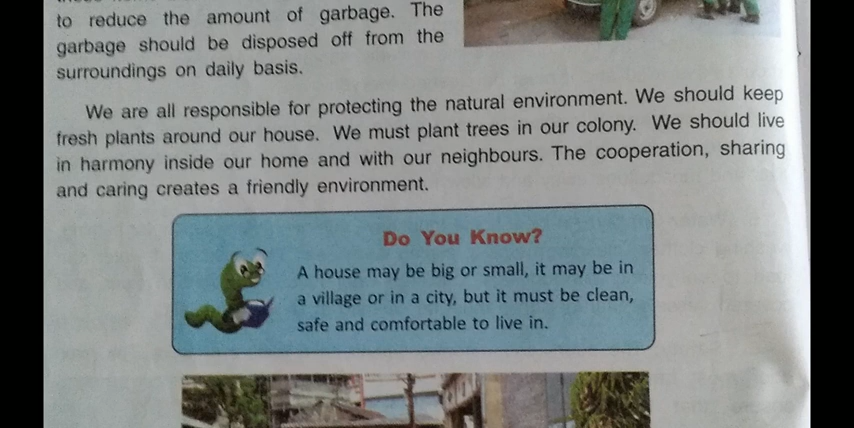 to reduce the amount of garbage. The
garbage should be disposed off from the
surroundings on daily basis.
We are all responsible for protecting the natural environment. We should keep
fresh plants around our house. We must plant trees in our colony. We should live
in harmony inside our home and with our neighbours. The cooperation, sharing
and caring creates a friendly environment.
Do You Know?
A house may be big or small, it may be in
a village or in a city, but it must be clean,
safe and comfortable to live in.